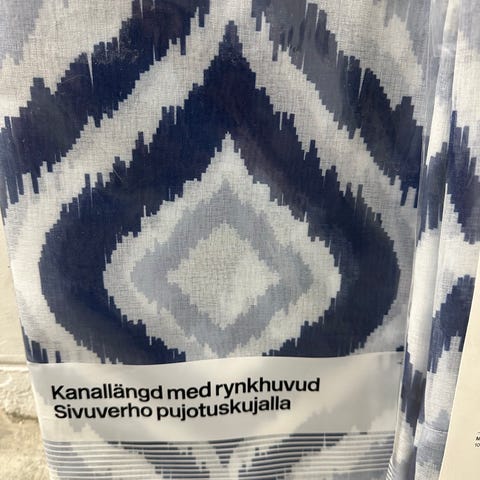 Kanallängd med rynkhuvud
Sivuverho pujotuskujalla